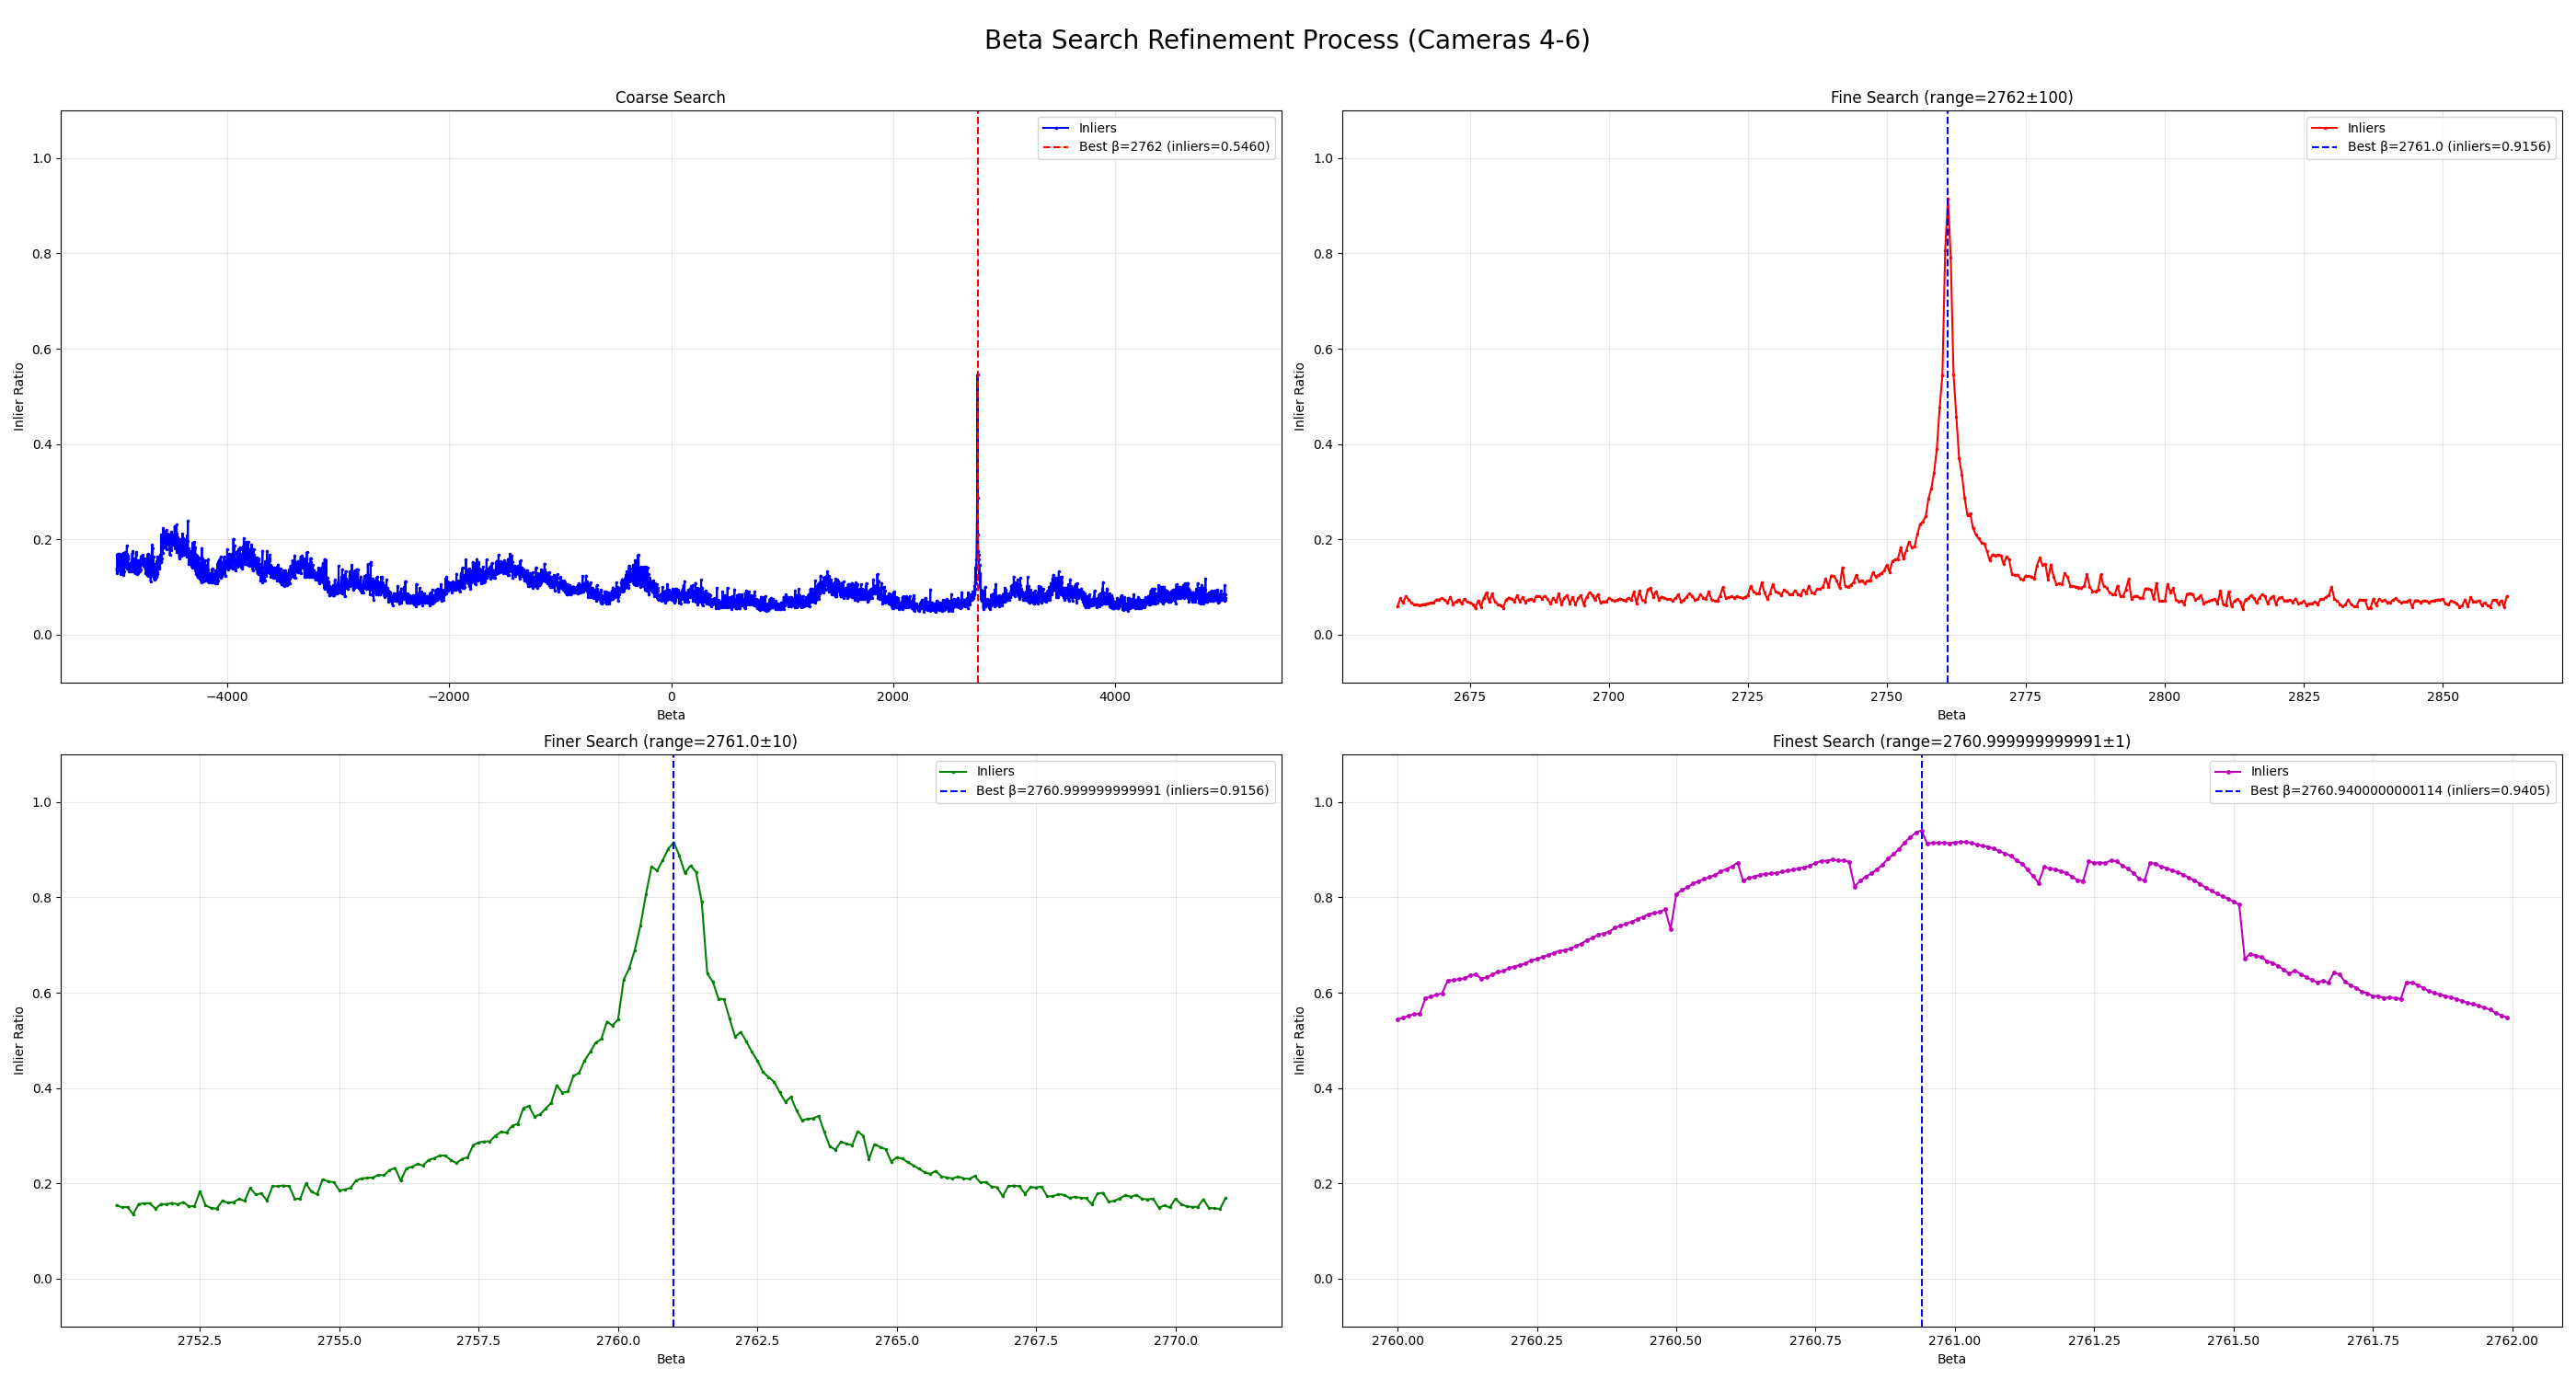 Beta Search Refinement Process (Cameras 4-6)
Coarse Search
Inliers
Best β=2762 (inliers=0.5460)
1.0
0.8
0.6
0.4
0.2
0.0
Inlier Ratio
−4000 −2000 0 2000 4000
Beta
Fine Search (range=2762±100)
Inliers
Best β=2761.0 (inliers=0.9156)
1.0
0.8
0.6
0.4
0.2
0.0
Inlier Ratio
2675 2700 2725 2750 2775 2800 2825 2850
Beta
Finer Search (range=2761.0±10)
Inliers
Best β=2760.999999999991 (inliers=0.9156)
1.0
0.8
0.6
0.4
0.2
0.0
Inlier Ratio
2752.5 2755.0 2757.5 2760.0 2762.5 2765.0 2767.5 2770.0
Beta
Finest Search (range=2760.999999999991±1)
Inliers
Best β=2760.9400000000114 (inliers=0.9405)
1.0
0.8
0.6
0.4
0.2
0.0
Inlier Ratio
2760.00 2760.25 2760.50 2760.75 2761.00 2761.25 2761.50 2761.75 2762.00
Beta